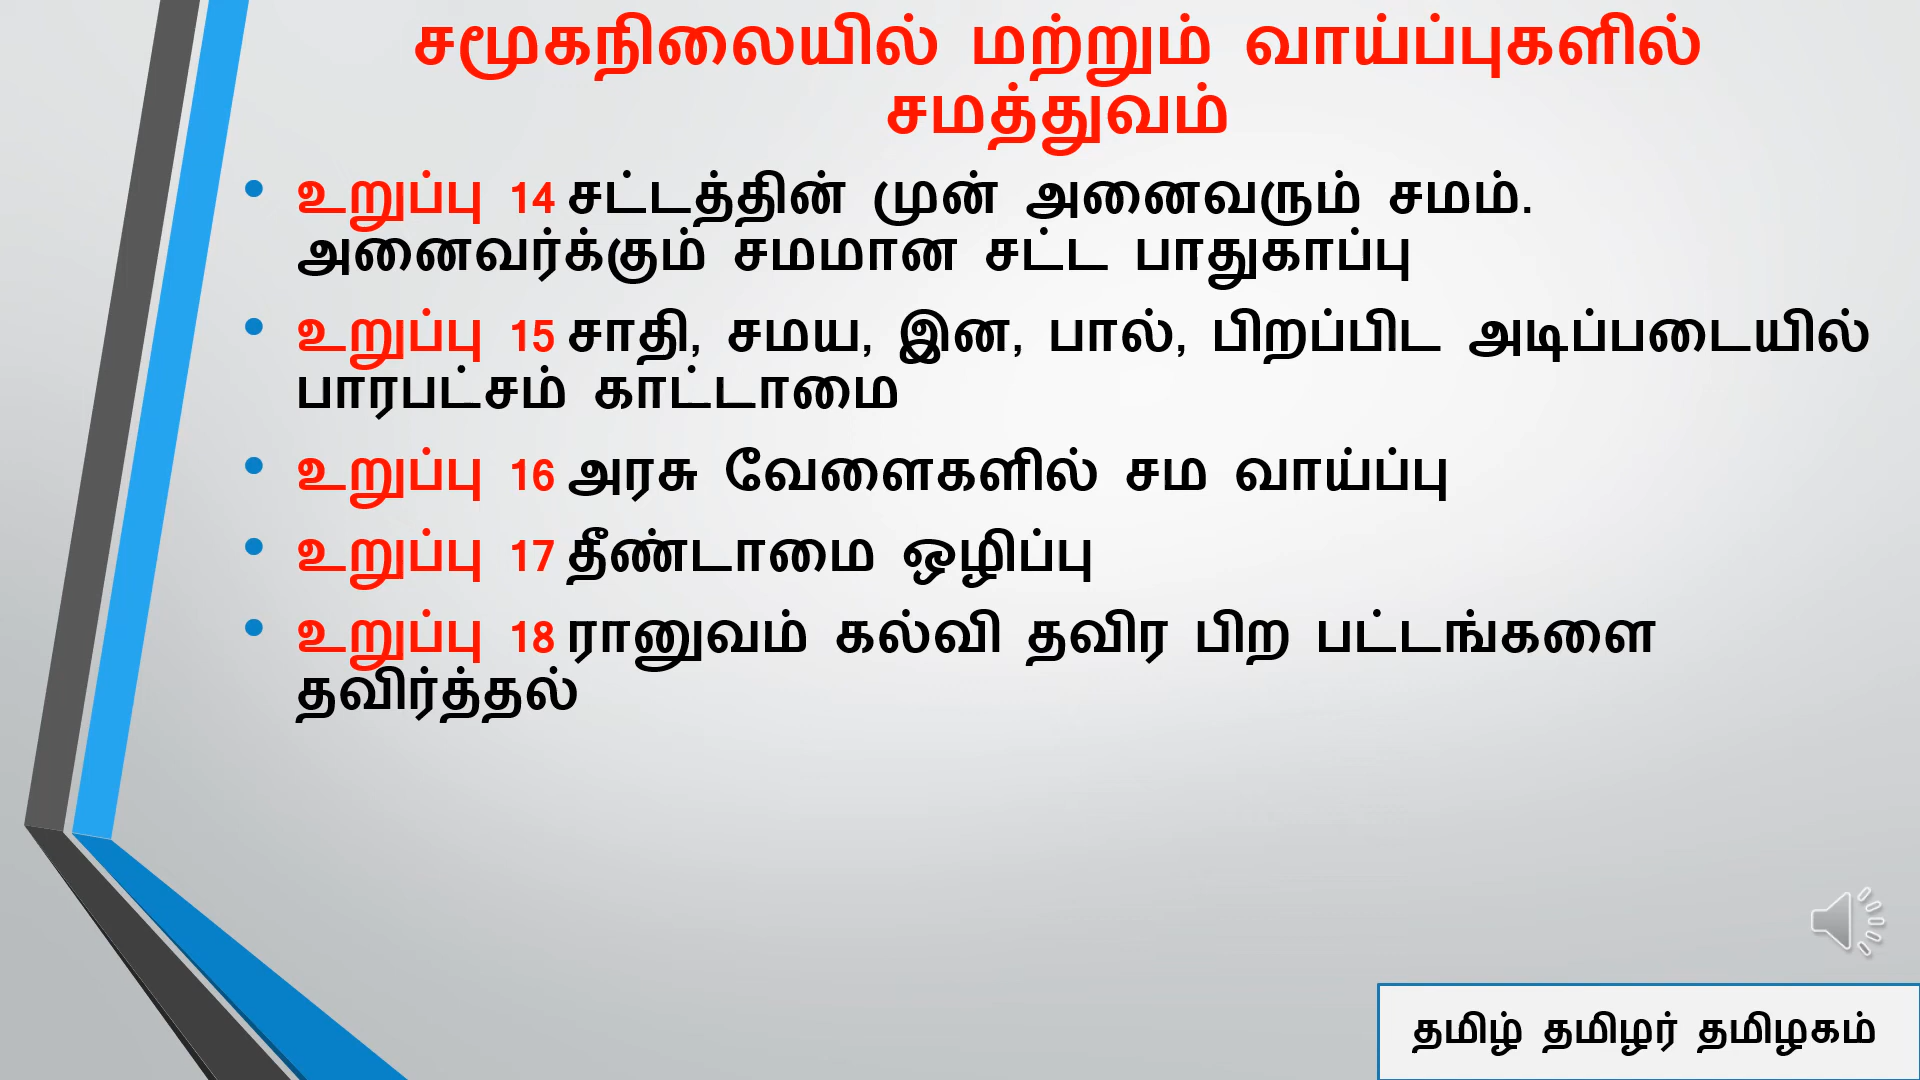 சமூகநிலையில் மற்றும் வாய்ப்புகளில்
சமத்துவம்
• உறுப்பு 14 சட்டத்தின் முன் அனைவரும் சமம்.
அனைவர்க்கும் சமமான சட்ட பாதுகாப்பு
• உறுப்பு 15 சாதி, சமய, இன, பால், பிறப்பிட அடிப்படையில்
பாரபட்சம் காட்டாமை
• உறுப்பு 16 அரசு வேளைகளில் சம வாய்ப்பு
• உறுப்பு 17 தீண்டாமை ஒழிப்பு
• உறுப்பு 18 ரானுவம் கல்வி தவிர பிற பட்டங்களை
தவிர்த்தல்
தமிழ் தமிழர் தமிழகம்